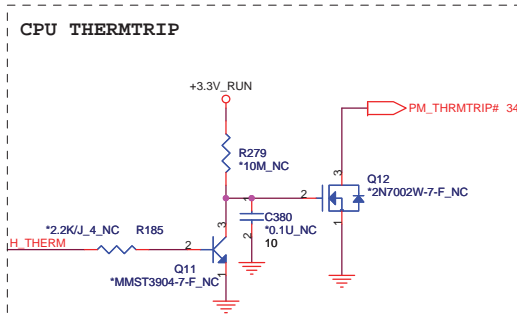 CPU THERMTRIP
+3.3V_RUN
PM_THRMTRIP# 34
R279
*10M_NC
Q12
*2N7002W-7-F_NC
3
2
1
1
C380
*0.1U_NC
10
2
*2.2K/J_4_NC R185
3
H_THERM
2
Q11
1
*MMST3904-7-F_NC